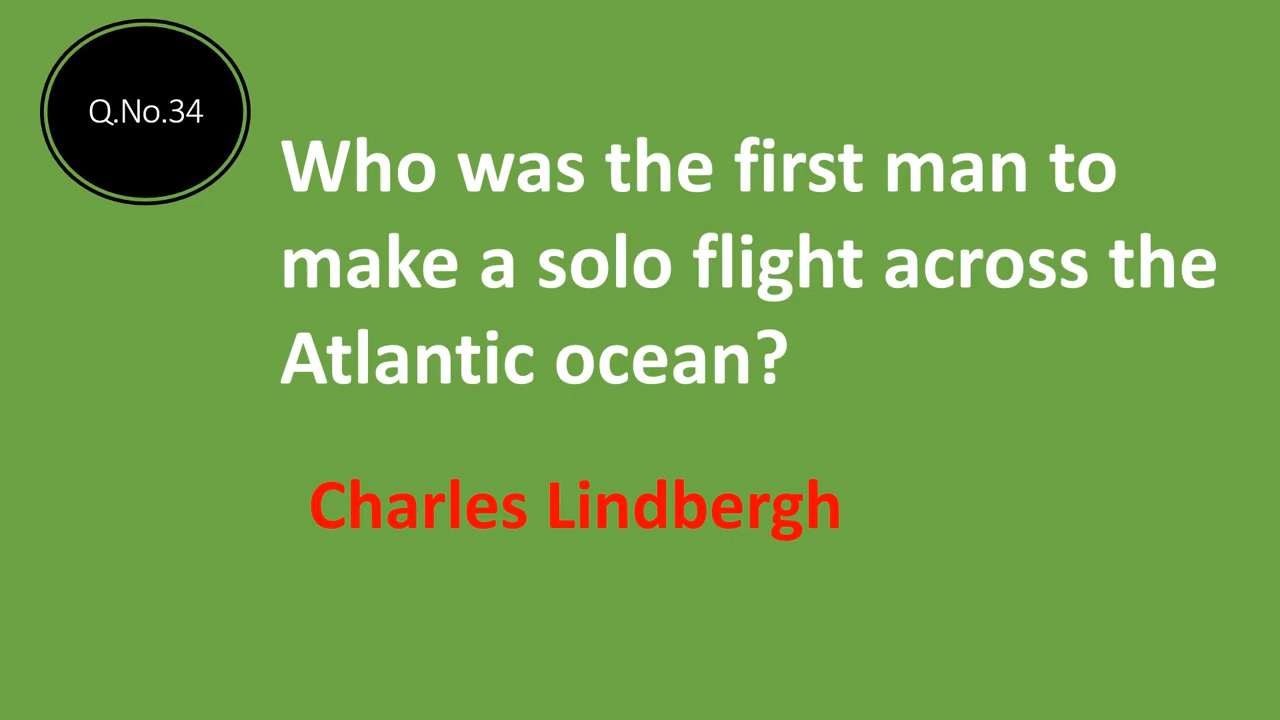 Q.No.34
Who was the first man to
make a solo flight across the
Atlantic ocean?
Charles Lindbergh